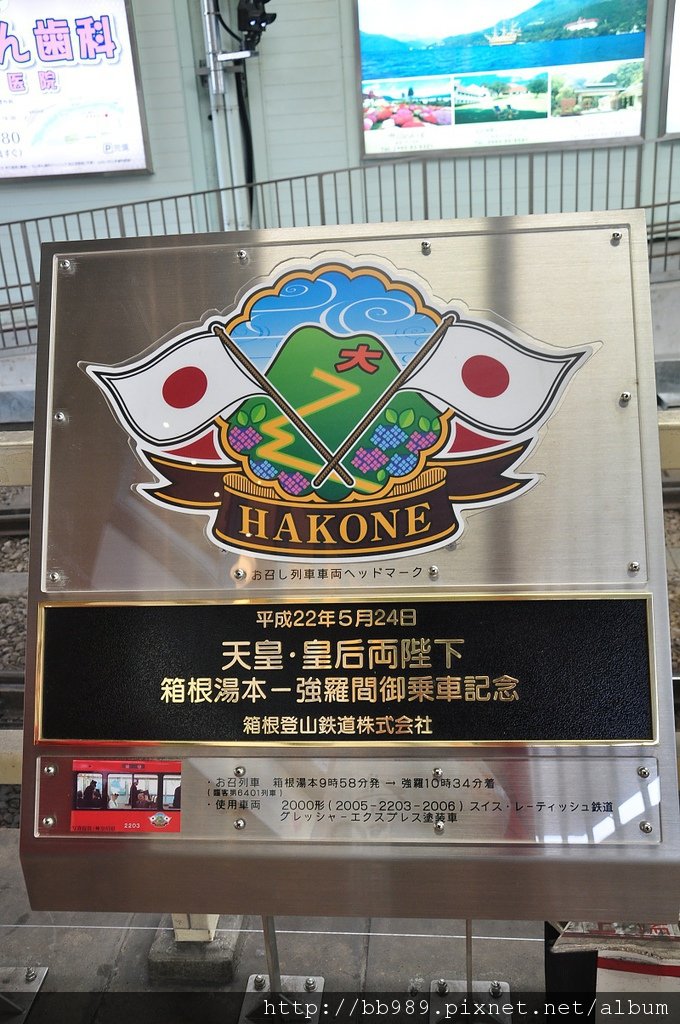 ん歯科
医院
80
大
HAKONE
お召し列車車両ヘッドマーク
平成22年5月24日
天皇・皇后両陛下
箱根湯本ー強羅間御乗車記念
箱根登山鉄道株式会社
・お召列車 箱根湯本9時58分発 → 強羅10時34分着
(臨客第6401列車)
・使用車両 2000形(2005-2203-2006) スイス・レーティッシュ鉄道
グレッシャーエクスプレス塗装車
2203
http://bb989.pixnet.net/album